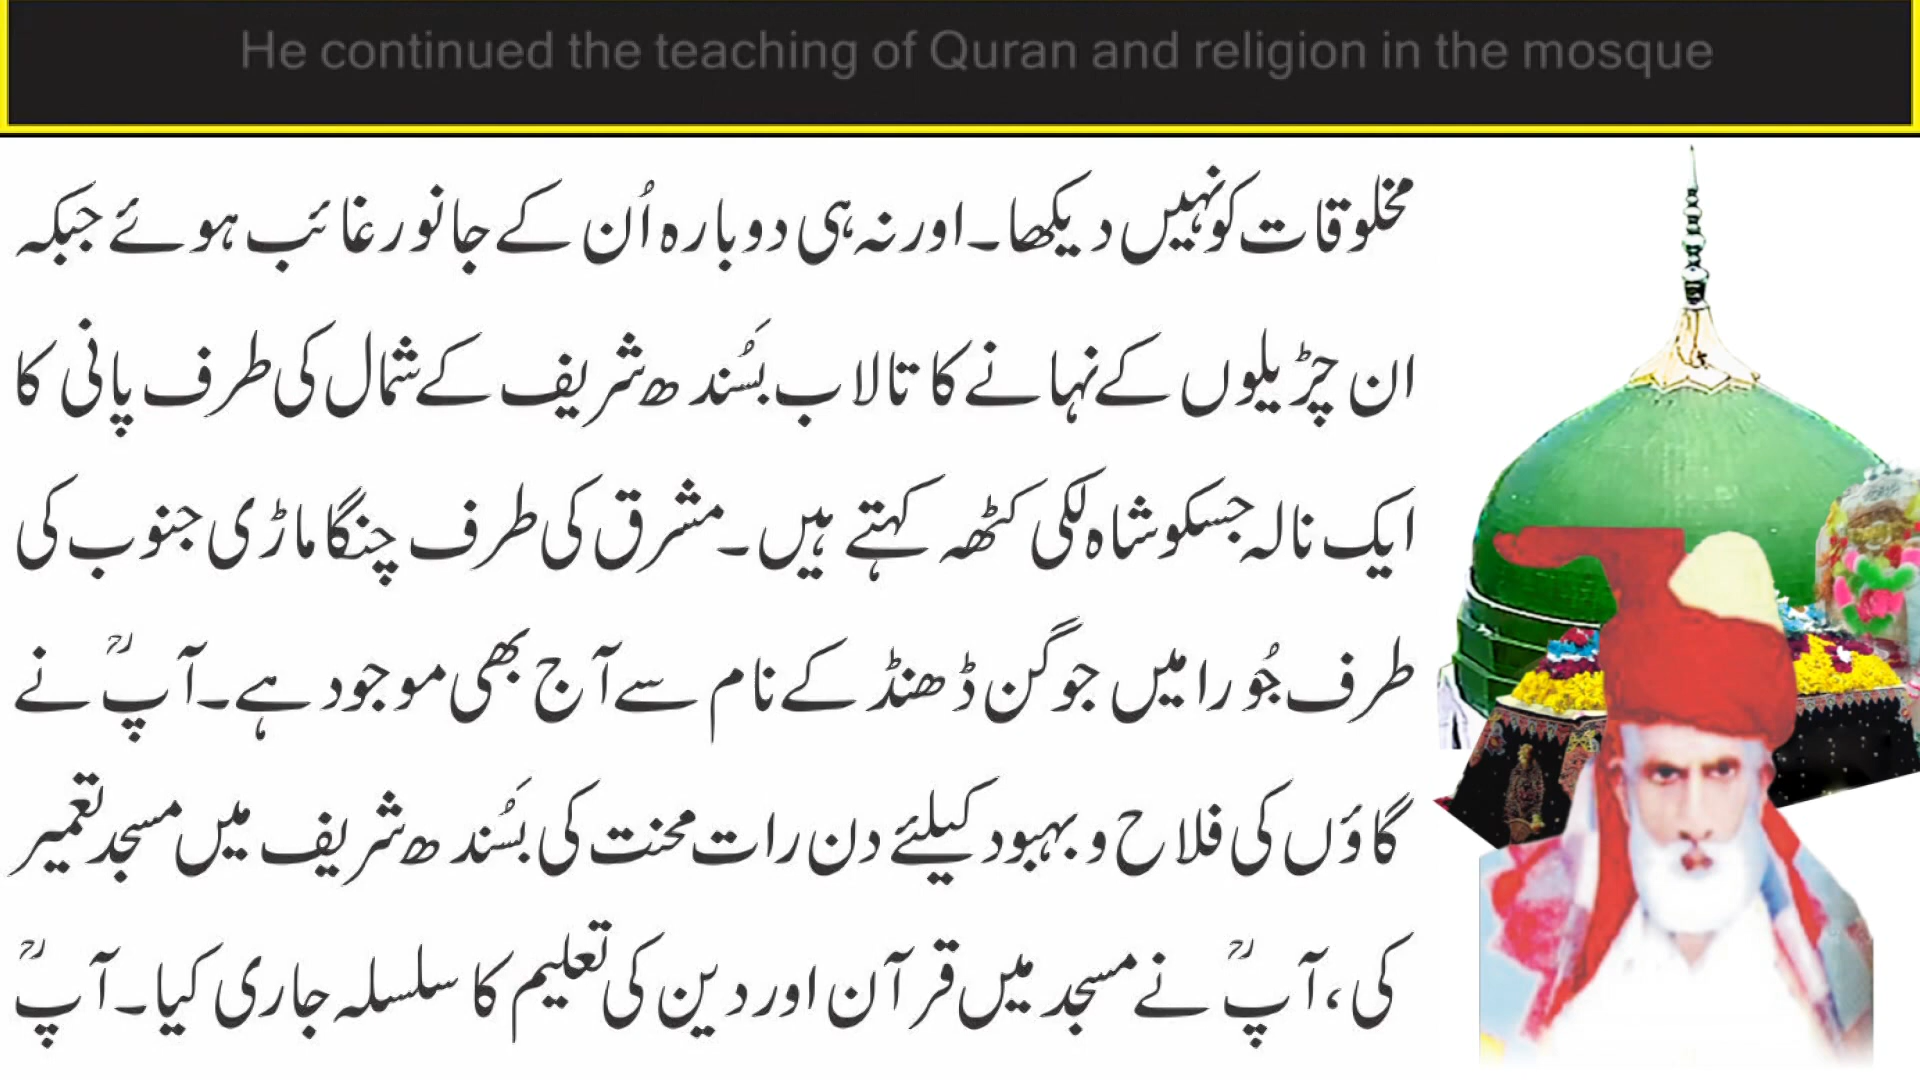 He continued the teaching of Quran and religion in the mosque
مخلوقات کو نہیں دیکھا۔ اور نہ ہی دوبارہ اُن کے جانور غائب ہوئے جبکہ
ان چڑیلوں کے نہانے کا تالاب بسُندھ شریف کے شمال کی طرف پانی کا
ایک نالہ جسکو شاہ لکی کٹھہ کہتے ہیں۔ مشرق کی طرف چنگا ماڑی جنوب کی
طرف جُورا میں جوگن ڈھنڈ کے نام سے آج بھی موجود ہے۔ آپؒ نے
گاؤں کی فلاح و بہبود کیلئے دن رات محنت کی بسُندھ شریف میں مسجد تعمیر
کی، آپؒ نے مسجد میں قرآن اور دین کی تعلیم کا سلسلہ جاری کیا۔ آپؒ